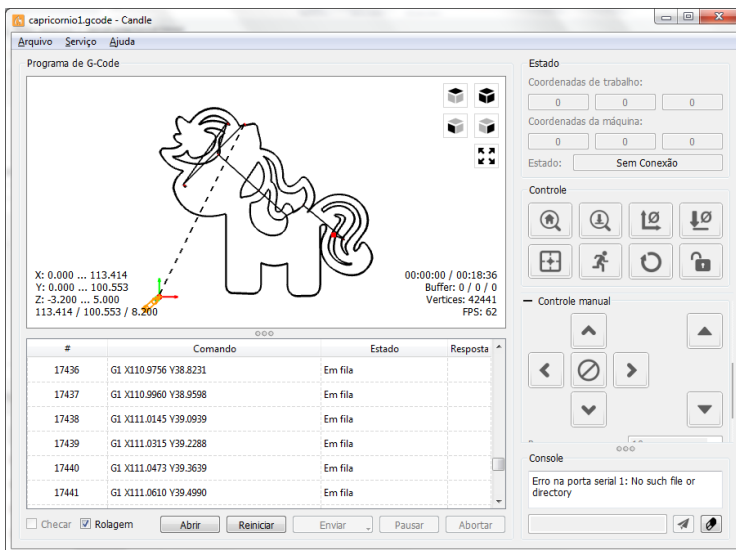 capricornio1.gcode - Candle
Arquivo Serviço Ajuda
Programa de G-Code
X: 0.000 ... 113.414
Y: 0.000 ... 100.553
Z: -3.200 ... 5.000
113.414 / 100.553 / 8.200
00:00:00 / 00:18:36
Buffer: 0 / 0 / 0
Vertices: 42441
FPS: 62
# Comando Estado Resposta
17436 G1 X110.9756 Y38.8231 Em fila
17437 G1 X110.9960 Y38.9598 Em fila
17438 G1 X111.0145 Y39.0939 Em fila
17439 G1 X111.0315 Y39.2288 Em fila
17440 G1 X111.0473 Y39.3639 Em fila
17441 G1 X111.0610 Y39.4990 Em fila
Checar Rolagem Abrir Reiniciar Enviar Pausar Abortar
Estado
Coordenadas de trabalho:
0 0 0
Coordenadas da máquina:
0 0 0
Estado: Sem Conexão
Controle
Controle manual
Console
Erro na porta serial 1: No such file or
directory